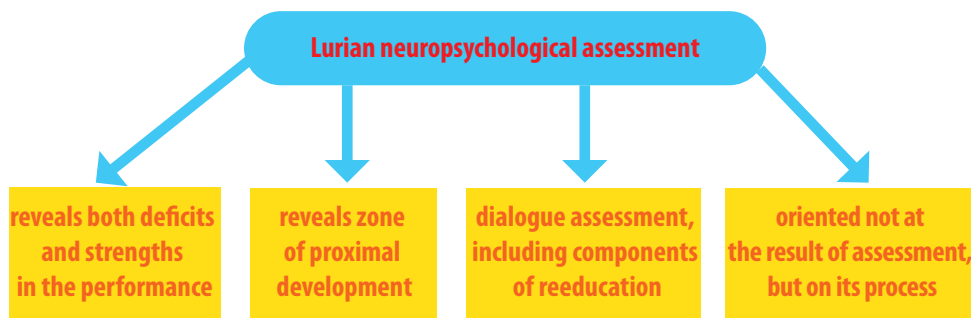 Lurian neuropsychological assessment
reveals both deficits
and strengths
in the performance
reveals zone
of proximal
development
dialogue assessment,
including components
of reeducation
oriented not at
the result of assessment,
but on its process